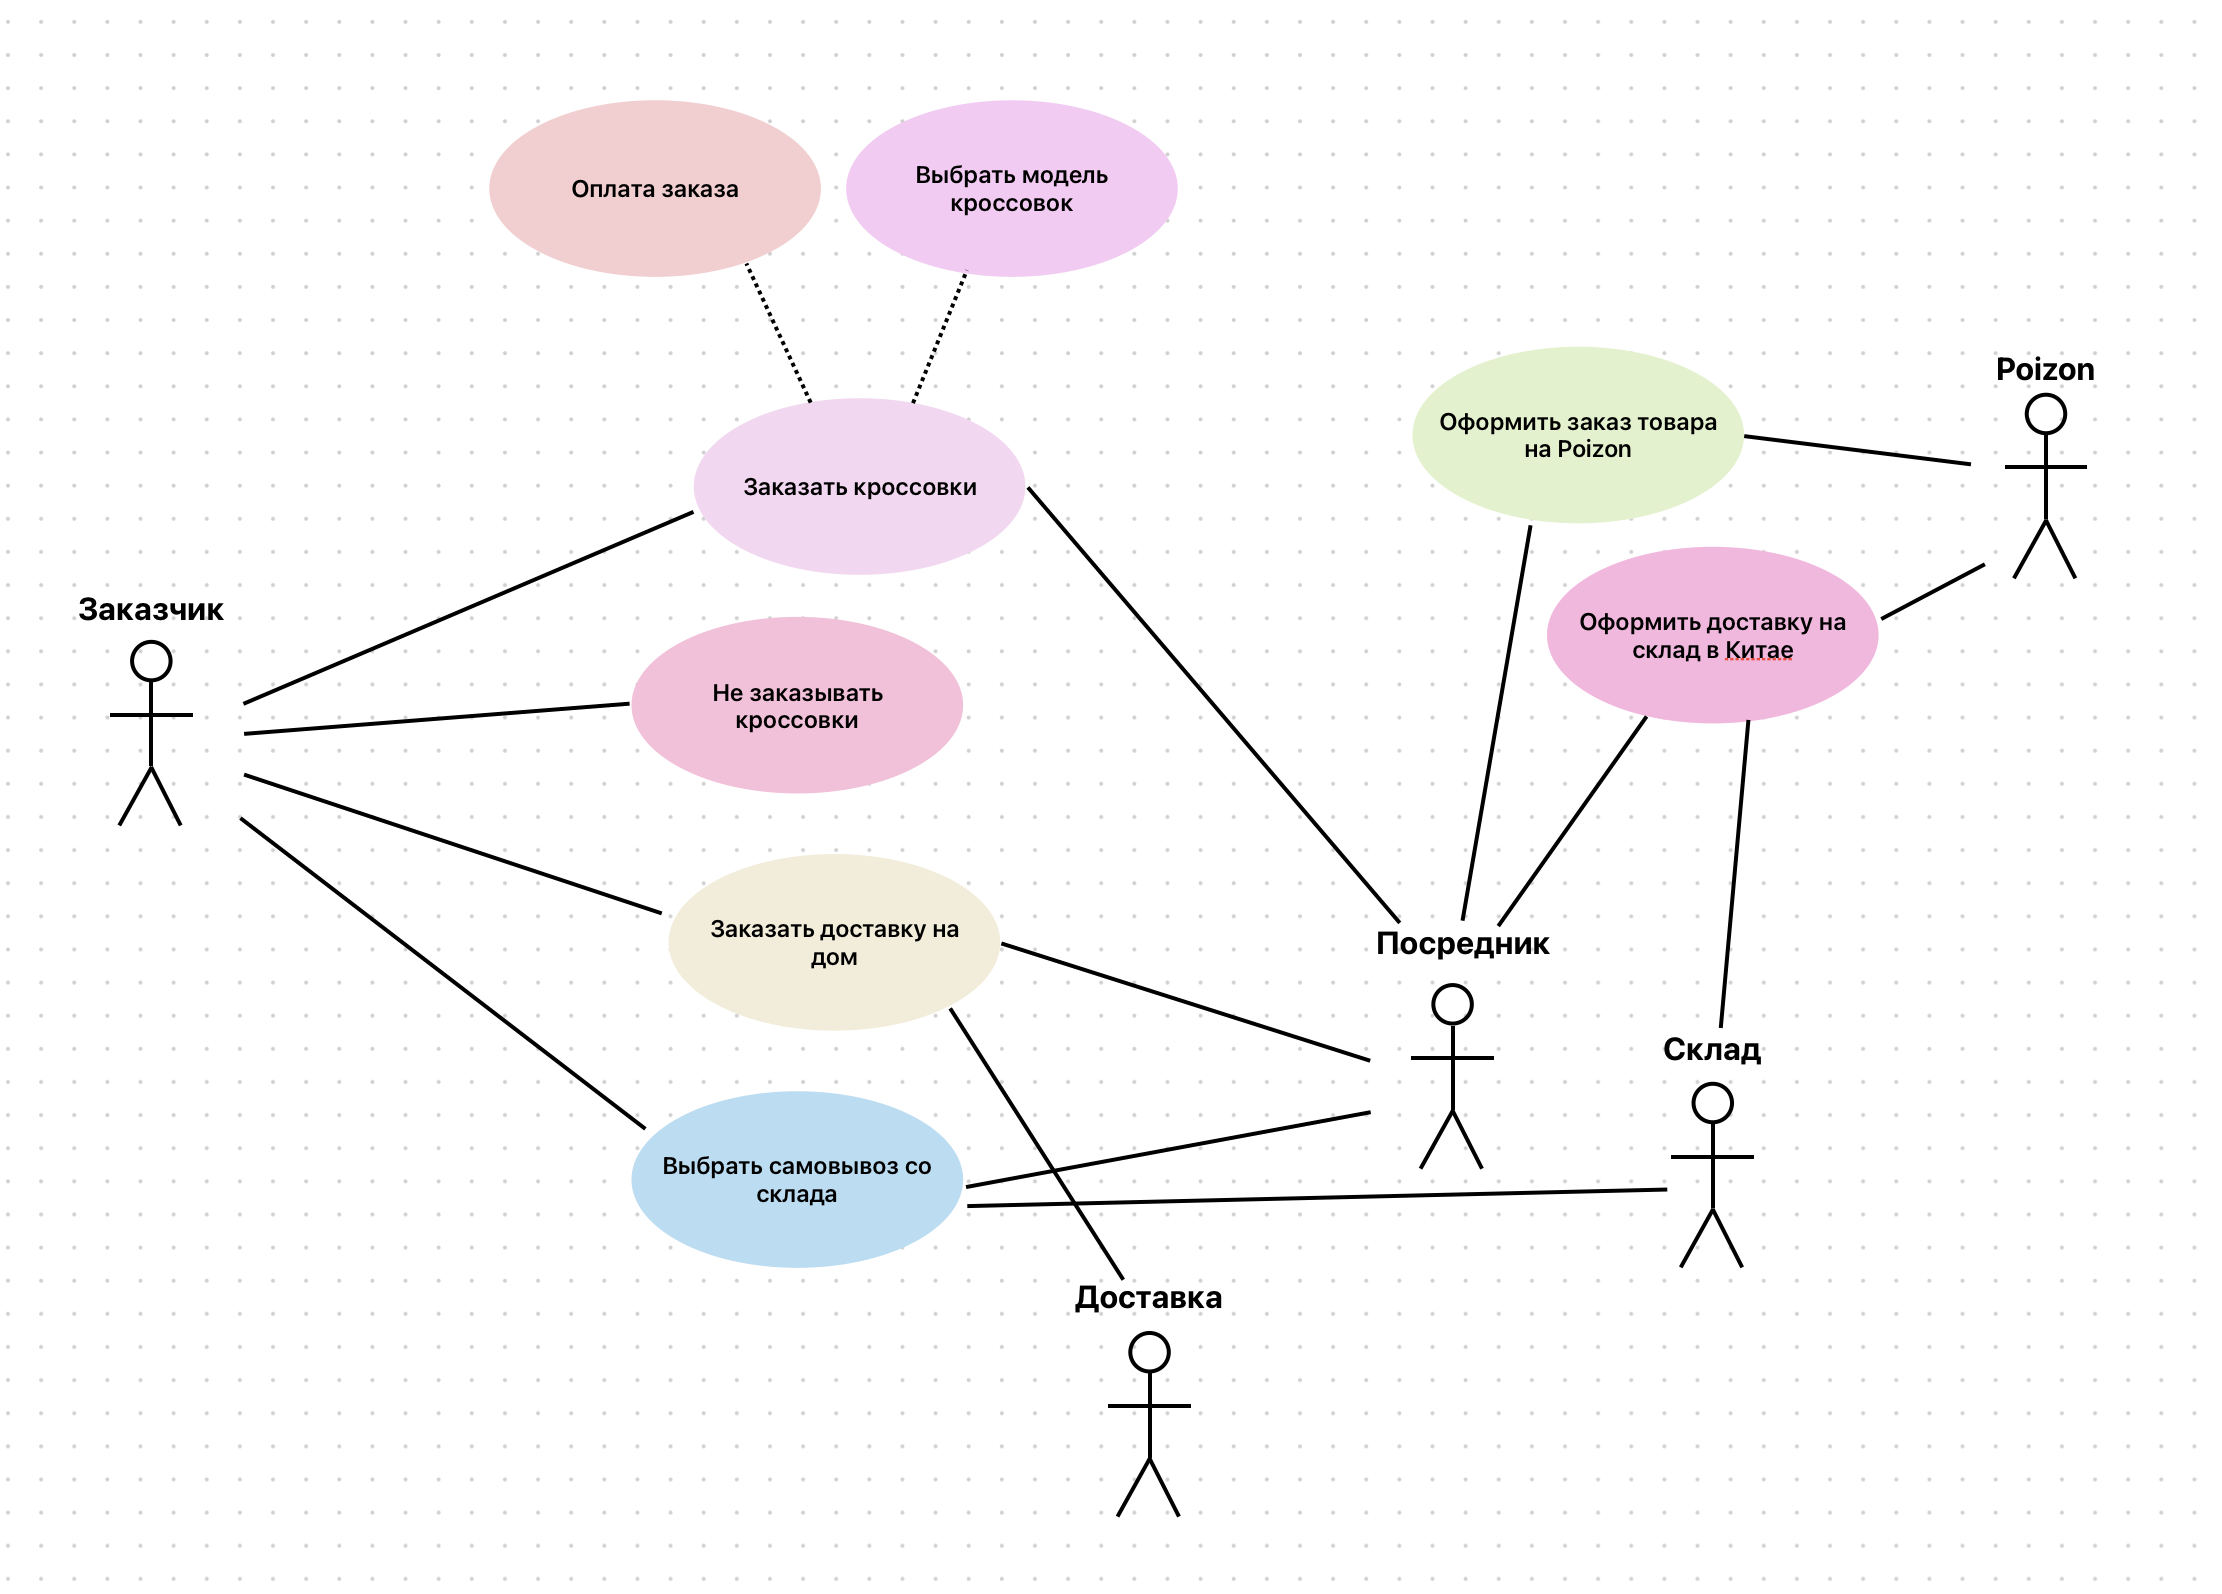 Оплата заказа
Выбрать модель
кроссовок
Poizon
Оформить заказ товара
на Poizon
Заказать кроссовки
Заказчик
Оформить доставку на
склад в Китае
Не заказывать
кроссовки
Заказать доставку на
дом
Посредник
Склад
Выбрать самовывоз со
склада
Доставка